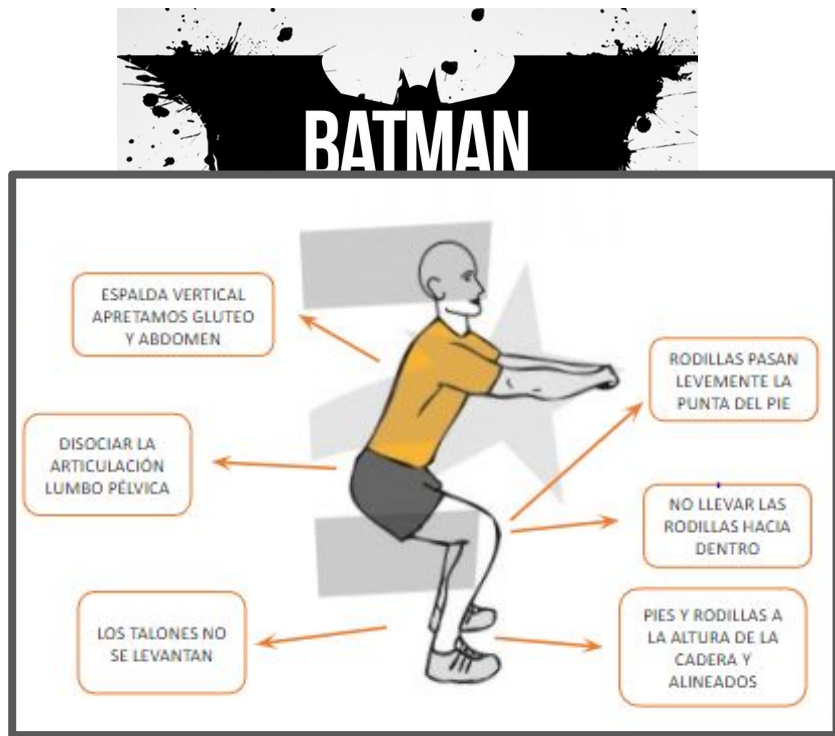 BATMAN
ESPALDA VERTICAL
APRETAMOS GLUTEO
Y ABDOMEN
RODILLAS PASAN
LEVEMENTE LA
PUNTA DEL PIE
DISOCIAR LA
ARTICULACIÓN
LUMBO PÉLVICA
NO LLEVAR LAS
RODILLAS HACIA
DENTRO
LOS TALONES NO
SE LEVANTAN
PIES Y RODILLAS A
LA ALTURA DE LA
CADERA Y
ALINEADOS